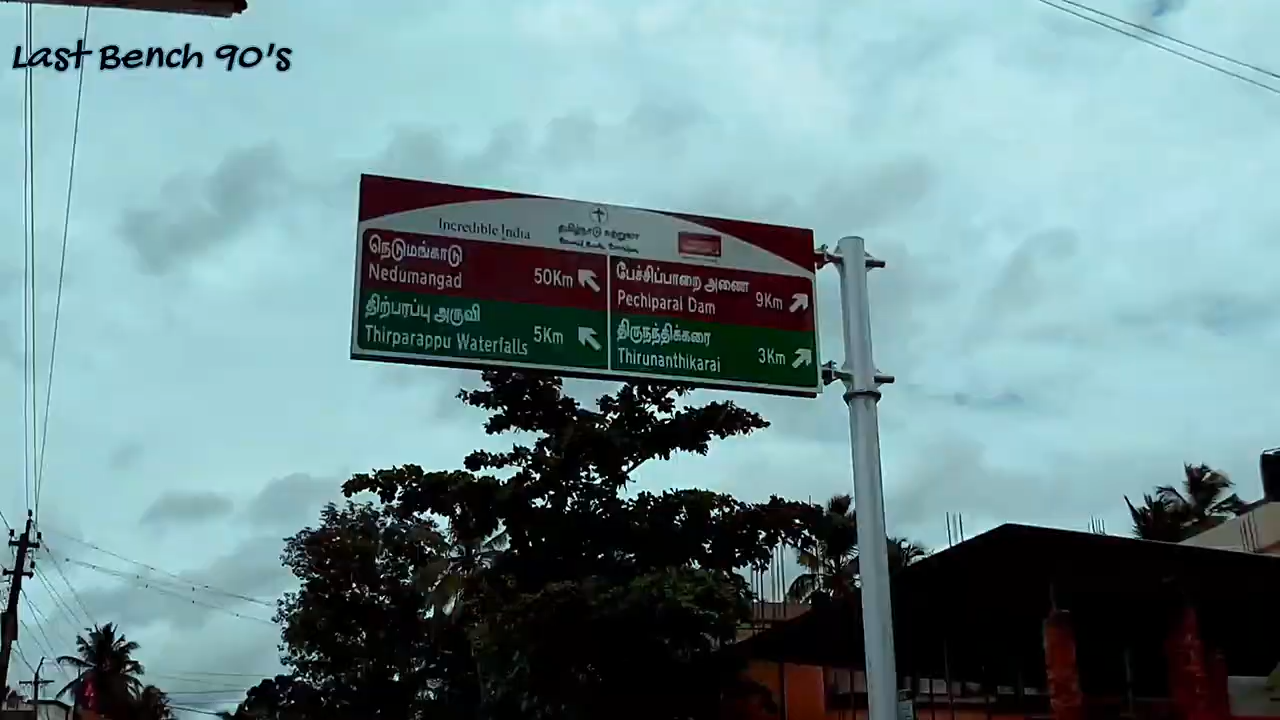 Last Bench 90's
Incredible India
தமிழ்நாடு சுற்றுலா
நெடுமங்காடு
Nedumangad 50Km
திற்பரப்பு அருவி
Thirparappu Waterfalls 5Km
பேச்சிப்பாறை அணை
Pechiparai Dam 9Km
திருநந்திக்கரை
Thirunanthikarai 3Km